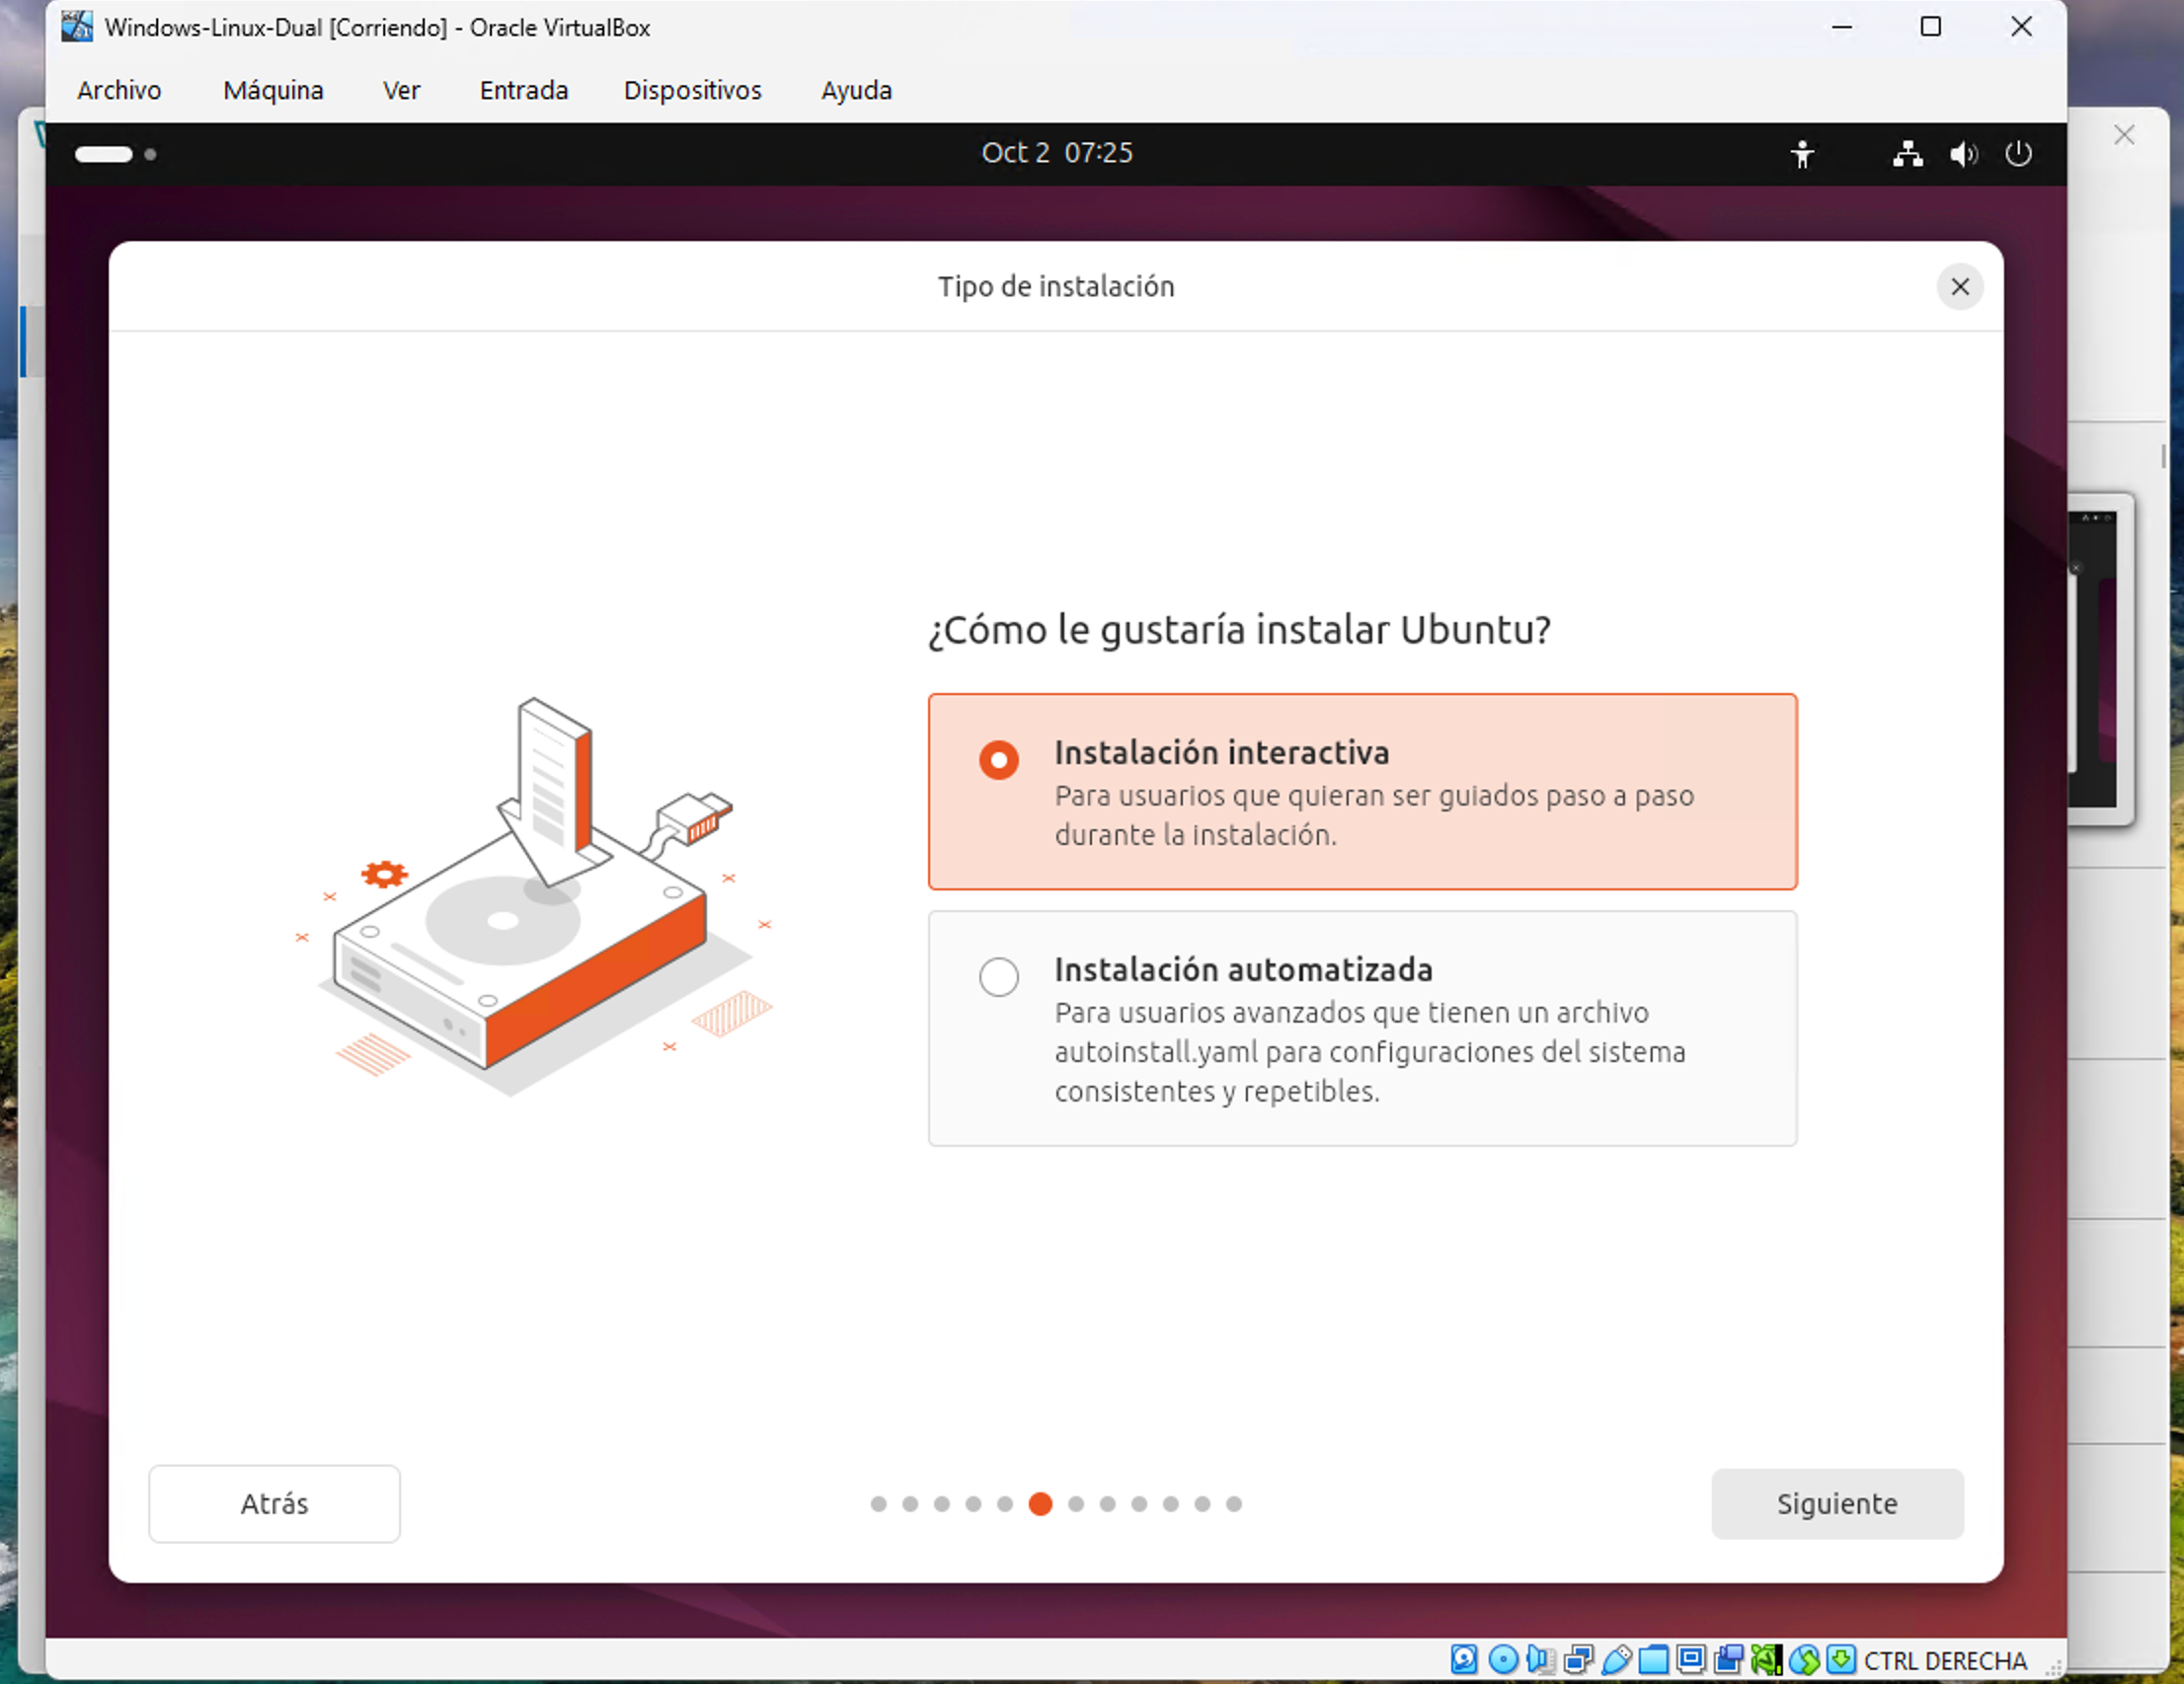 Windows-Linux-Dual [Corriendo] - Oracle VirtualBox
Archivo Máquina Ver Entrada Dispositivos Ayuda
Oct 2 07:25
Tipo de instalación
¿Cómo le gustaría instalar Ubuntu?
Instalación interactiva
Para usuarios que quieran ser guiados paso a paso
durante la instalación.
Instalación automatizada
Para usuarios avanzados que tienen un archivo
autoinstall.yaml para configuraciones del sistema
consistentes y repetibles.
Atrás
Siguiente
CTRL DERECHA